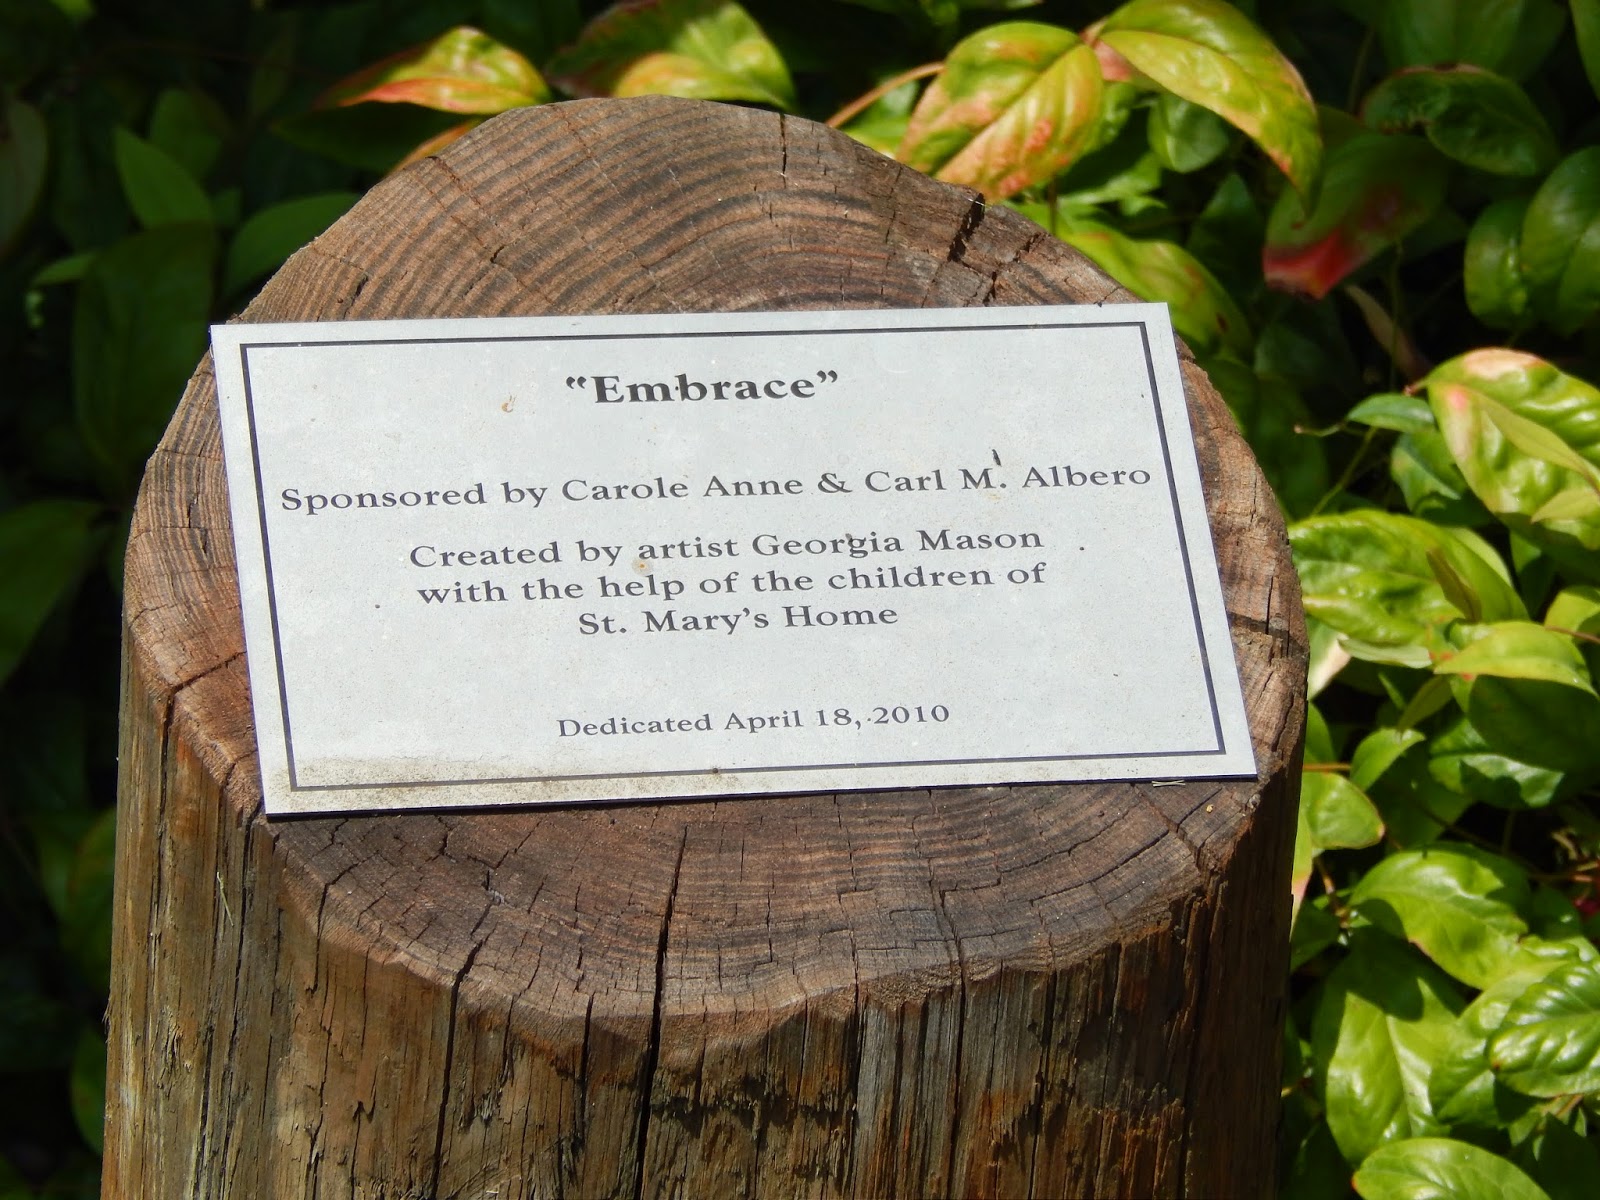 “Embrace”
Sponsored by Carole Anne & Carl M. Albero
Created by artist Georgia Mason
with the help of the children of
St. Mary’s Home
Dedicated April 18, 2010